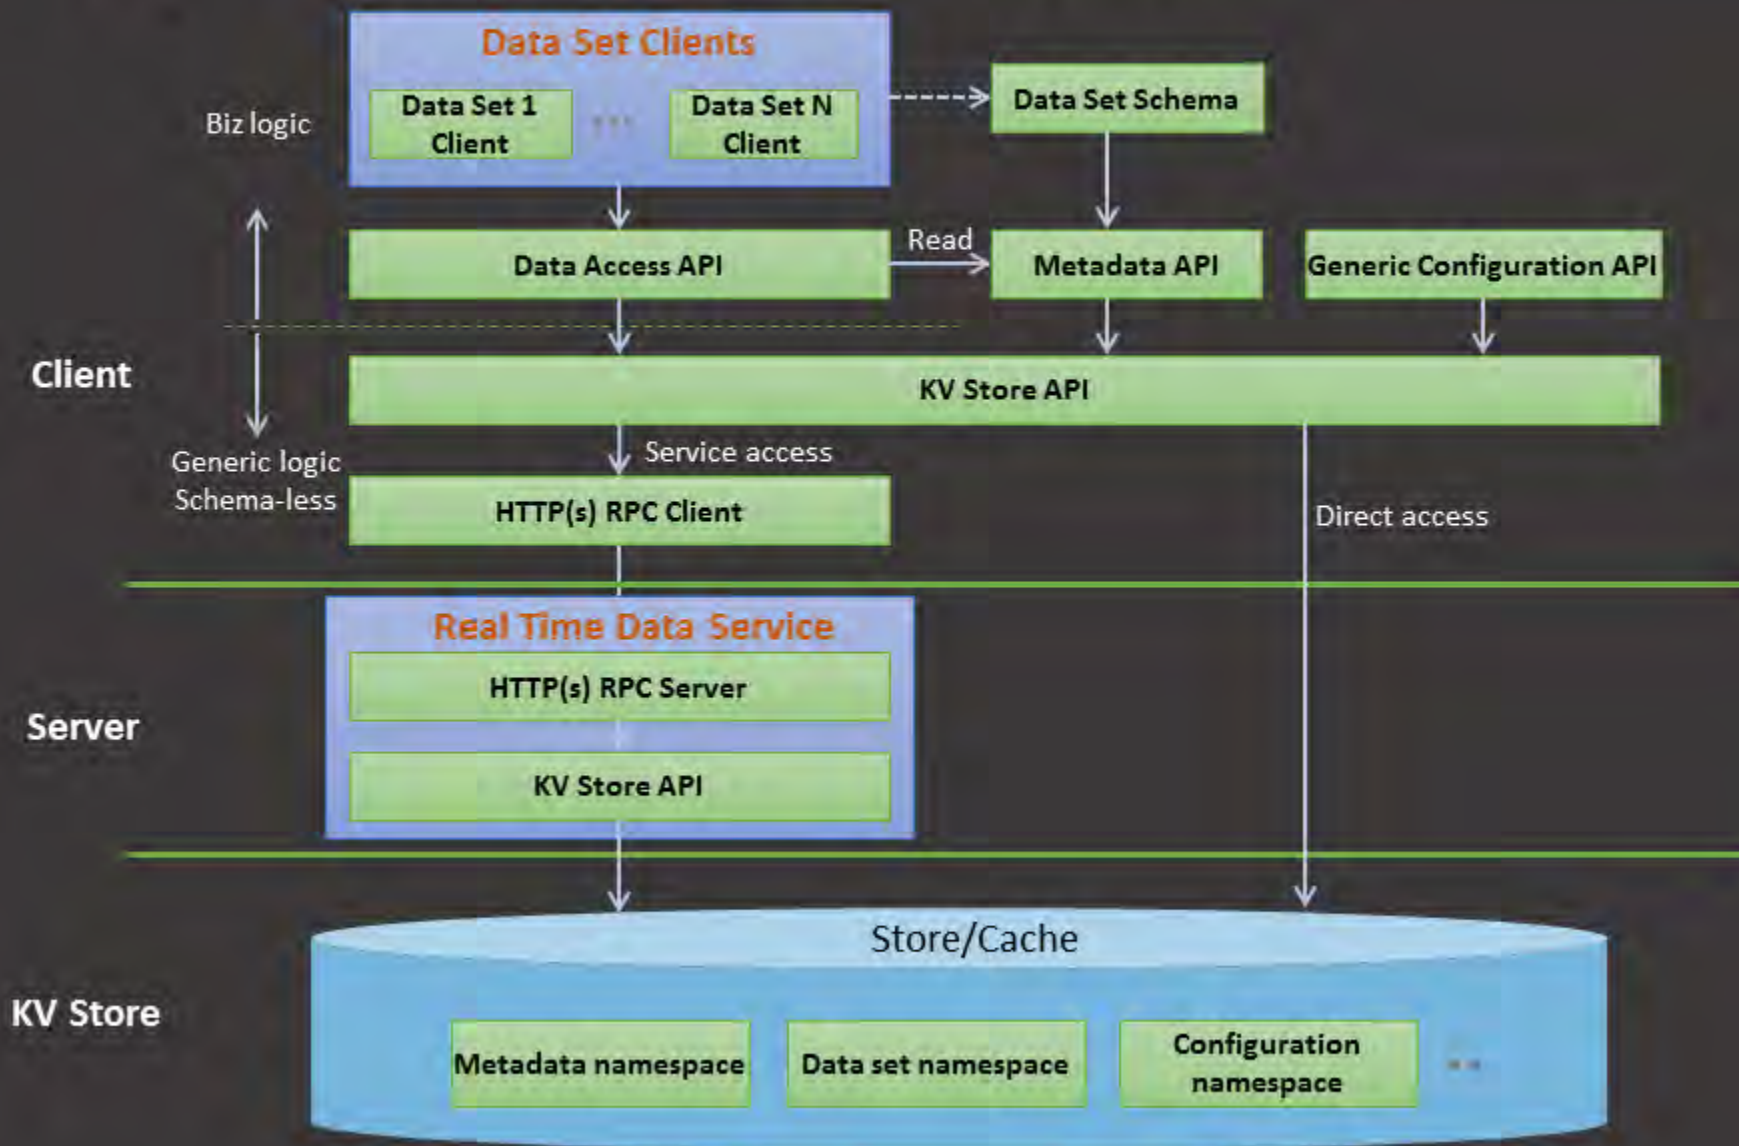 Data Set Clients
Data Set 1
Client
...
Data Set N
Client
Data Set Schema
Biz logic
Data Access API
Read
Metadata API
Generic Configuration API
Client
KV Store API
Generic logic
Schema-less
Service access
HTTP(s) RPC Client
Direct access
Real Time Data Service
HTTP(s) RPC Server
Server
KV Store API
Store/Cache
KV Store
Metadata namespace
Data set namespace
Configuration
namespace
..